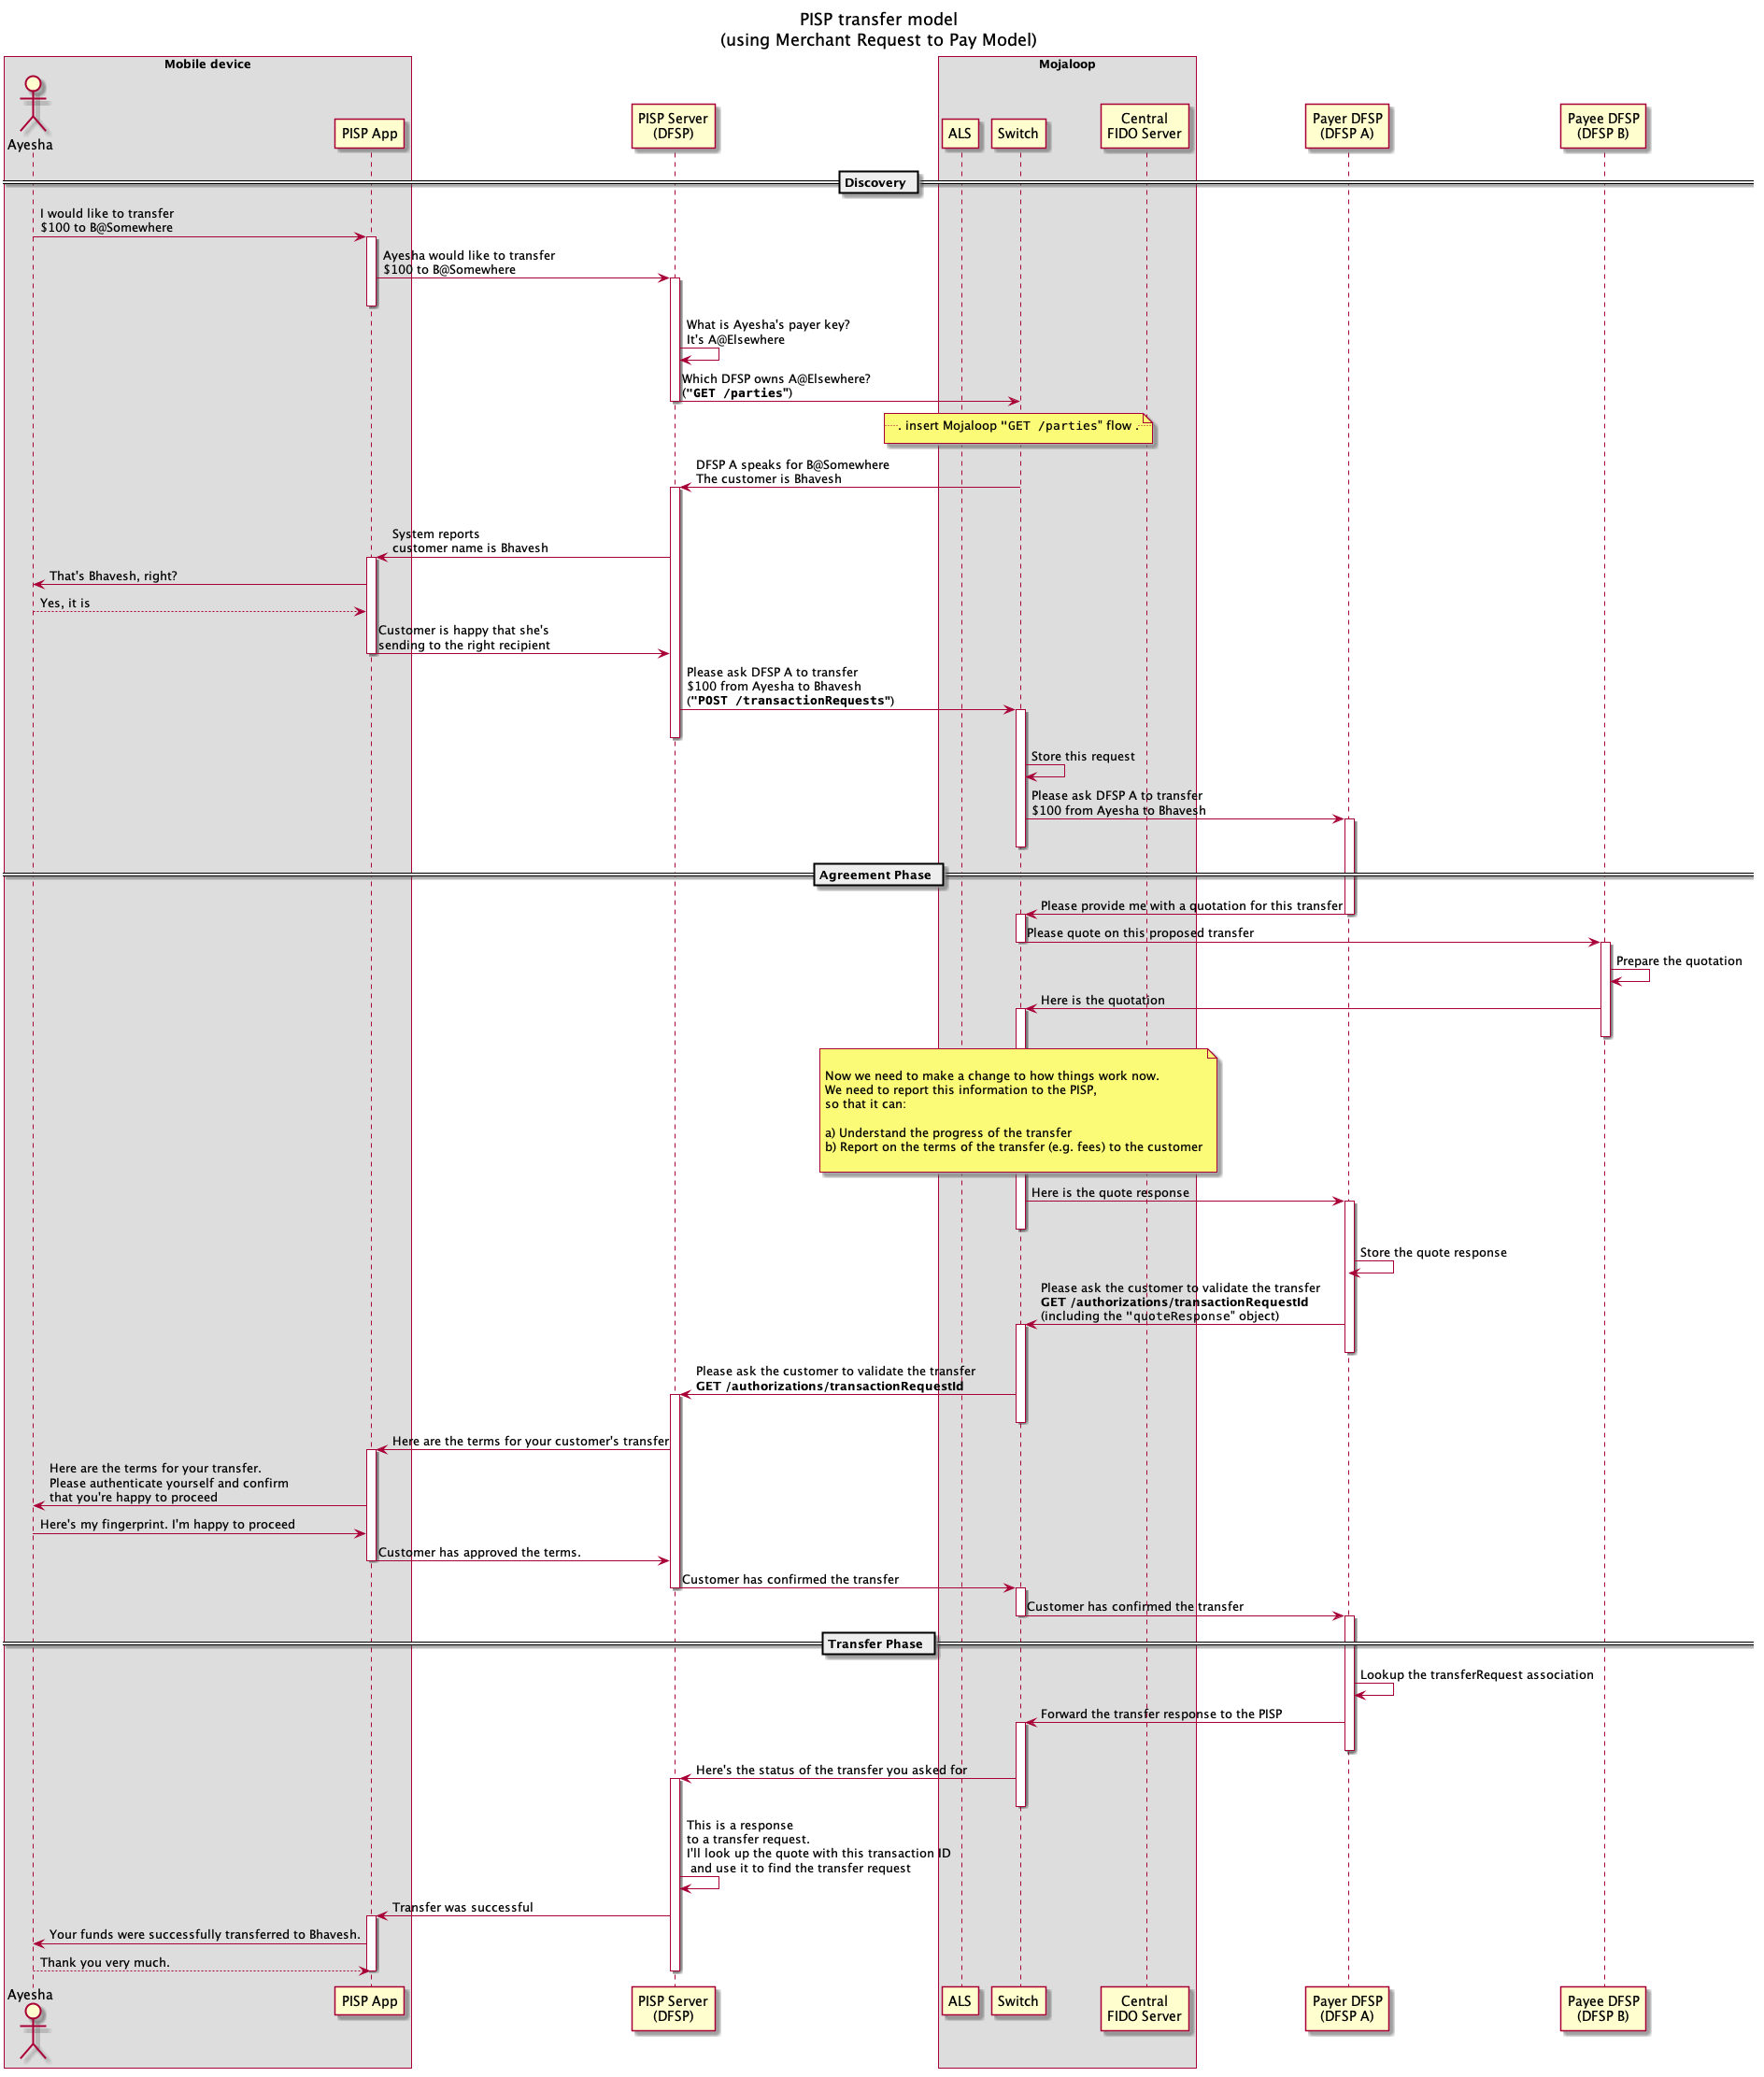 PISP transfer model
(using Merchant Request to Pay Model)
Mobile device
Mojaloop
Ayesha
PISP App
PISP Server
(DFSP)
ALS
Switch
Central
FIDO Server
Payer DFSP
(DFSP A)
Payee DFSP
(DFSP B)
Discovery
I would like to transfer
$100 to B@Somewhere
Ayesha would like to transfer
$100 to B@Somewhere
What is Ayesha's payer key?
It's A@Elsewhere
Which DFSP owns A@Elsewhere?
("GET /parties")
. insert Mojaloop "GET /parties" flow .
DFSP A speaks for B@Somewhere
The customer is Bhavesh
System reports
customer name is Bhavesh
That's Bhavesh, right?
Yes, it is
Customer is happy that she's
sending to the right recipient
Please ask DFSP A to transfer
$100 from Ayesha to Bhavesh
("POST /transactionRequests")
Store this request
Please ask DFSP A to transfer
$100 from Ayesha to Bhavesh
Agreement Phase
Please provide me with a quotation for this transfer
Please quote on this proposed transfer
Prepare the quotation
Here is the quotation
Now we need to make a change to how things work now.
We need to report this information to the PISP,
so that it can:
a) Understand the progress of the transfer
b) Report on the terms of the transfer (e.g. fees) to the customer
Here is the quote response
Store the quote response
Please ask the customer to validate the transfer
GET /authorizations/transactionRequestId
(including the "quoteResponse" object)
Please ask the customer to validate the transfer
GET /authorizations/transactionRequestId
Here are the terms for your customer's transfer
Here are the terms for your transfer.
Please authenticate yourself and confirm
that you're happy to proceed
Here's my fingerprint. I'm happy to proceed
Customer has approved the terms.
Customer has confirmed the transfer
Customer has confirmed the transfer
Transfer Phase
Lookup the transferRequest association
Forward the transfer response to the PISP
Here's the status of the transfer you asked for
This is a response
to a transfer request.
I'll look up the quote with this transaction ID
and use it to find the transfer request
Transfer was successful
Your funds were successfully transferred to Bhavesh.
Thank you very much.
Ayesha
PISP App
PISP Server
(DFSP)
ALS
Switch
Central
FIDO Server
Payer DFSP
(DFSP A)
Payee DFSP
(DFSP B)